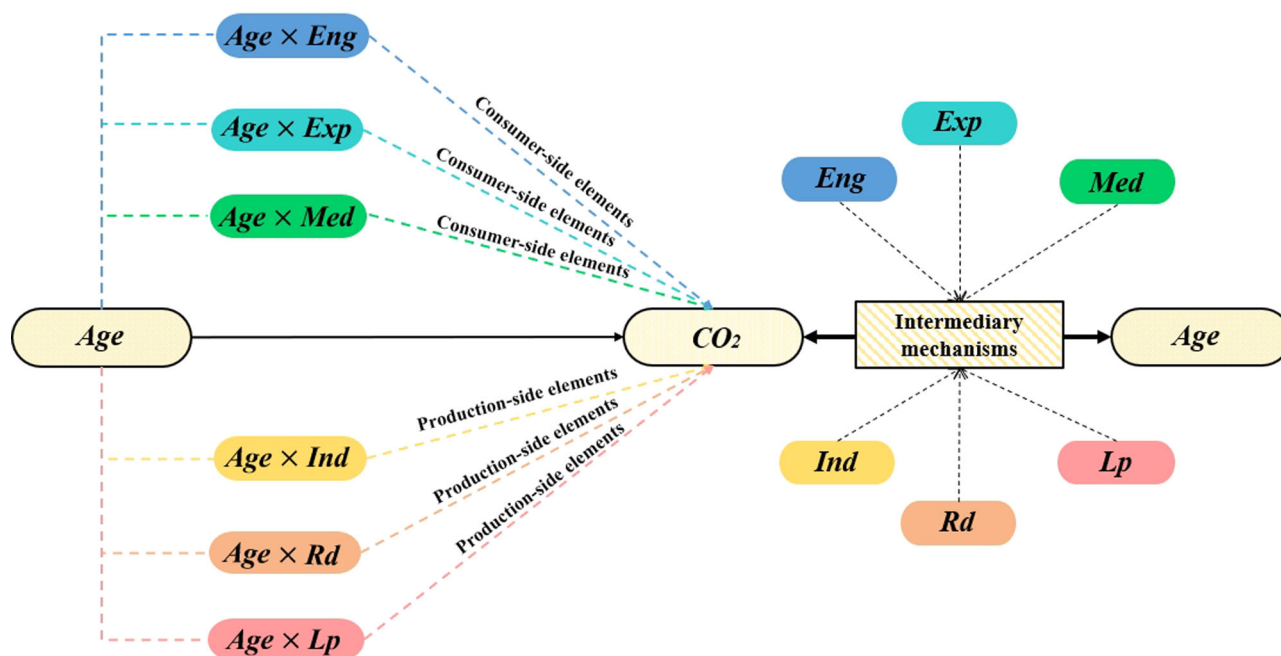 Age × Eng
Age × Exp
Age × Med
Consumer-side elements
Consumer-side elements
Consumer-side elements
Age
CO₂
Production-side elements
Production-side elements
Production-side elements
Age × Ind
Age × Rd
Age × Lp
Exp
Eng
Med
Intermediary
mechanisms
Age
Ind
Lp
Rd